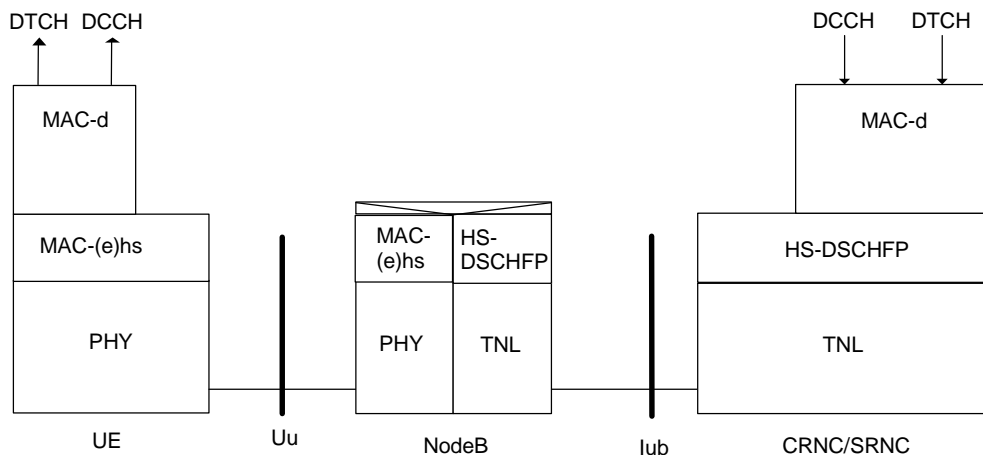 DTCH DCCH
DCCH DTCH
MAC-d
MAC-d
MAC-(e)hs
MAC-
(e)hs
HS-
DSCHFP
HS-DSCHFP
PHY
PHY
TNL
TNL
UE
Uu
NodeB
Iub
CRNC/SRNC